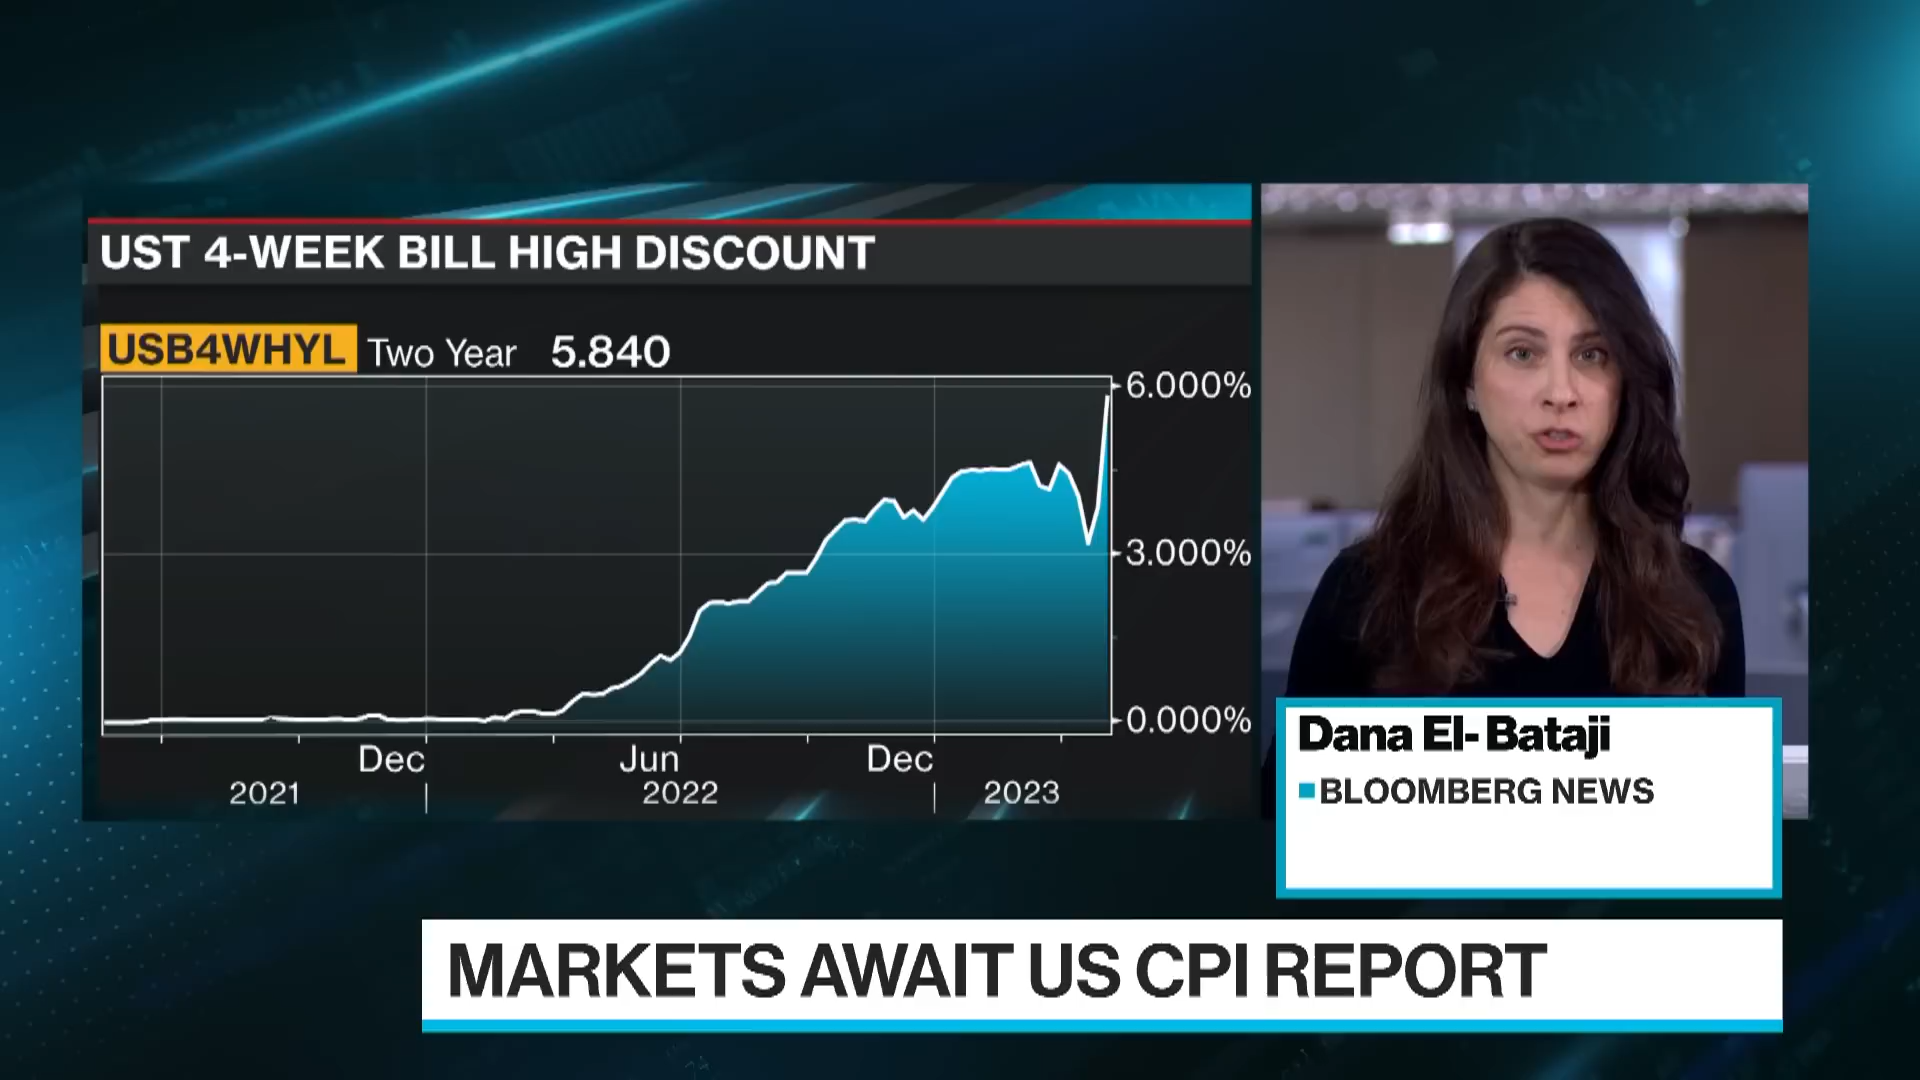 UST 4-WEEK BILL HIGH DISCOUNT
USB4WHYL Two Year 5.840
6.000%
3.000%
0.000%
Dec Jun Dec
2021 2022 2023
Dana El- Bataji
BLOOMBERG NEWS
MARKETS AWAIT US CPI REPORT